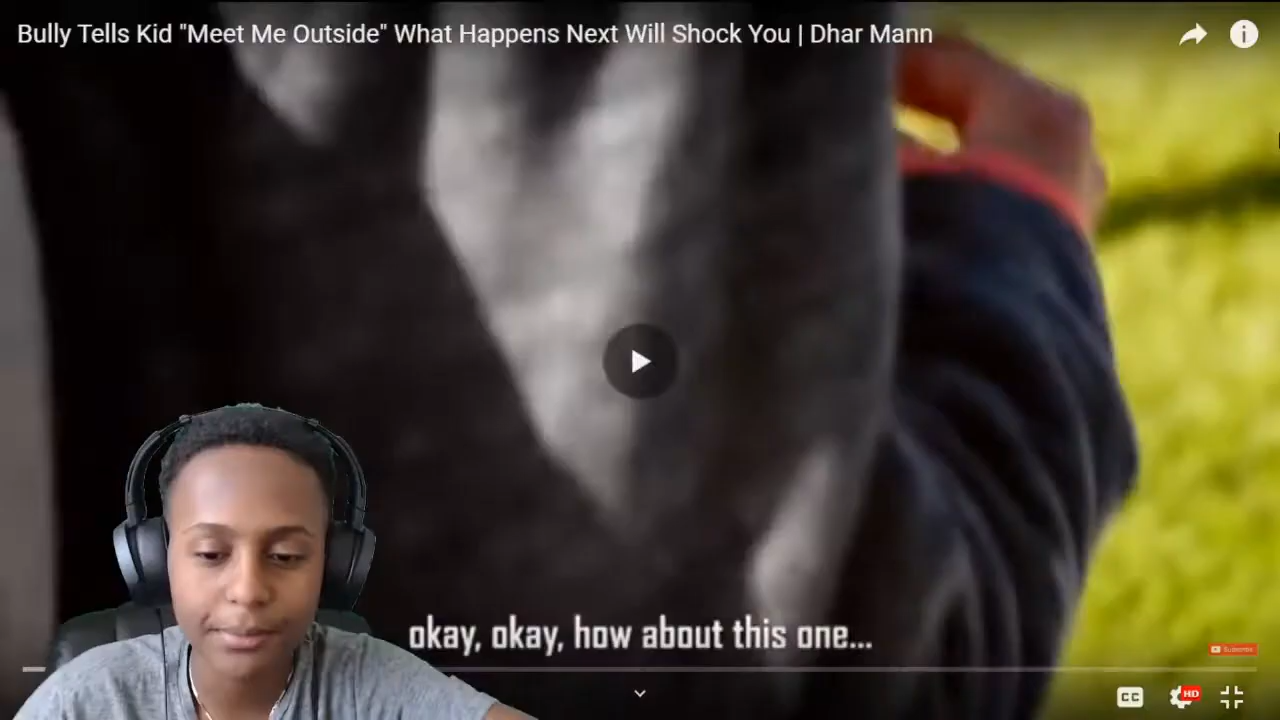 Bully Tells Kid "Meet Me Outside" What Happens Next Will Shock You | Dhar Mann
okay, okay, how about this one...
Subscribe
CC
HD